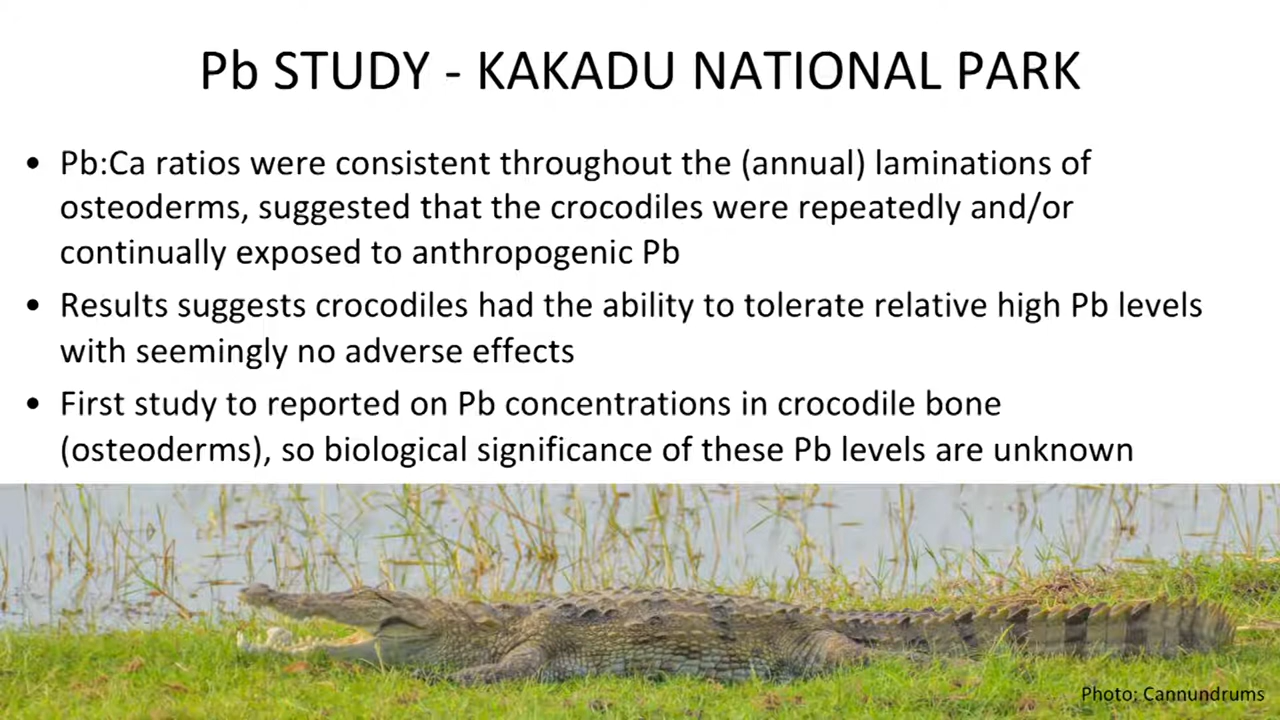 Pb STUDY - KAKADU NATIONAL PARK
• Pb:Ca ratios were consistent throughout the (annual) laminations of
osteoderms, suggested that the crocodiles were repeatedly and/or
continually exposed to anthropogenic Pb
• Results suggests crocodiles had the ability to tolerate relative high Pb levels
with seemingly no adverse effects
• First study to reported on Pb concentrations in crocodile bone
(osteoderms), so biological significance of these Pb levels are unknown
Photo: Cannundrums